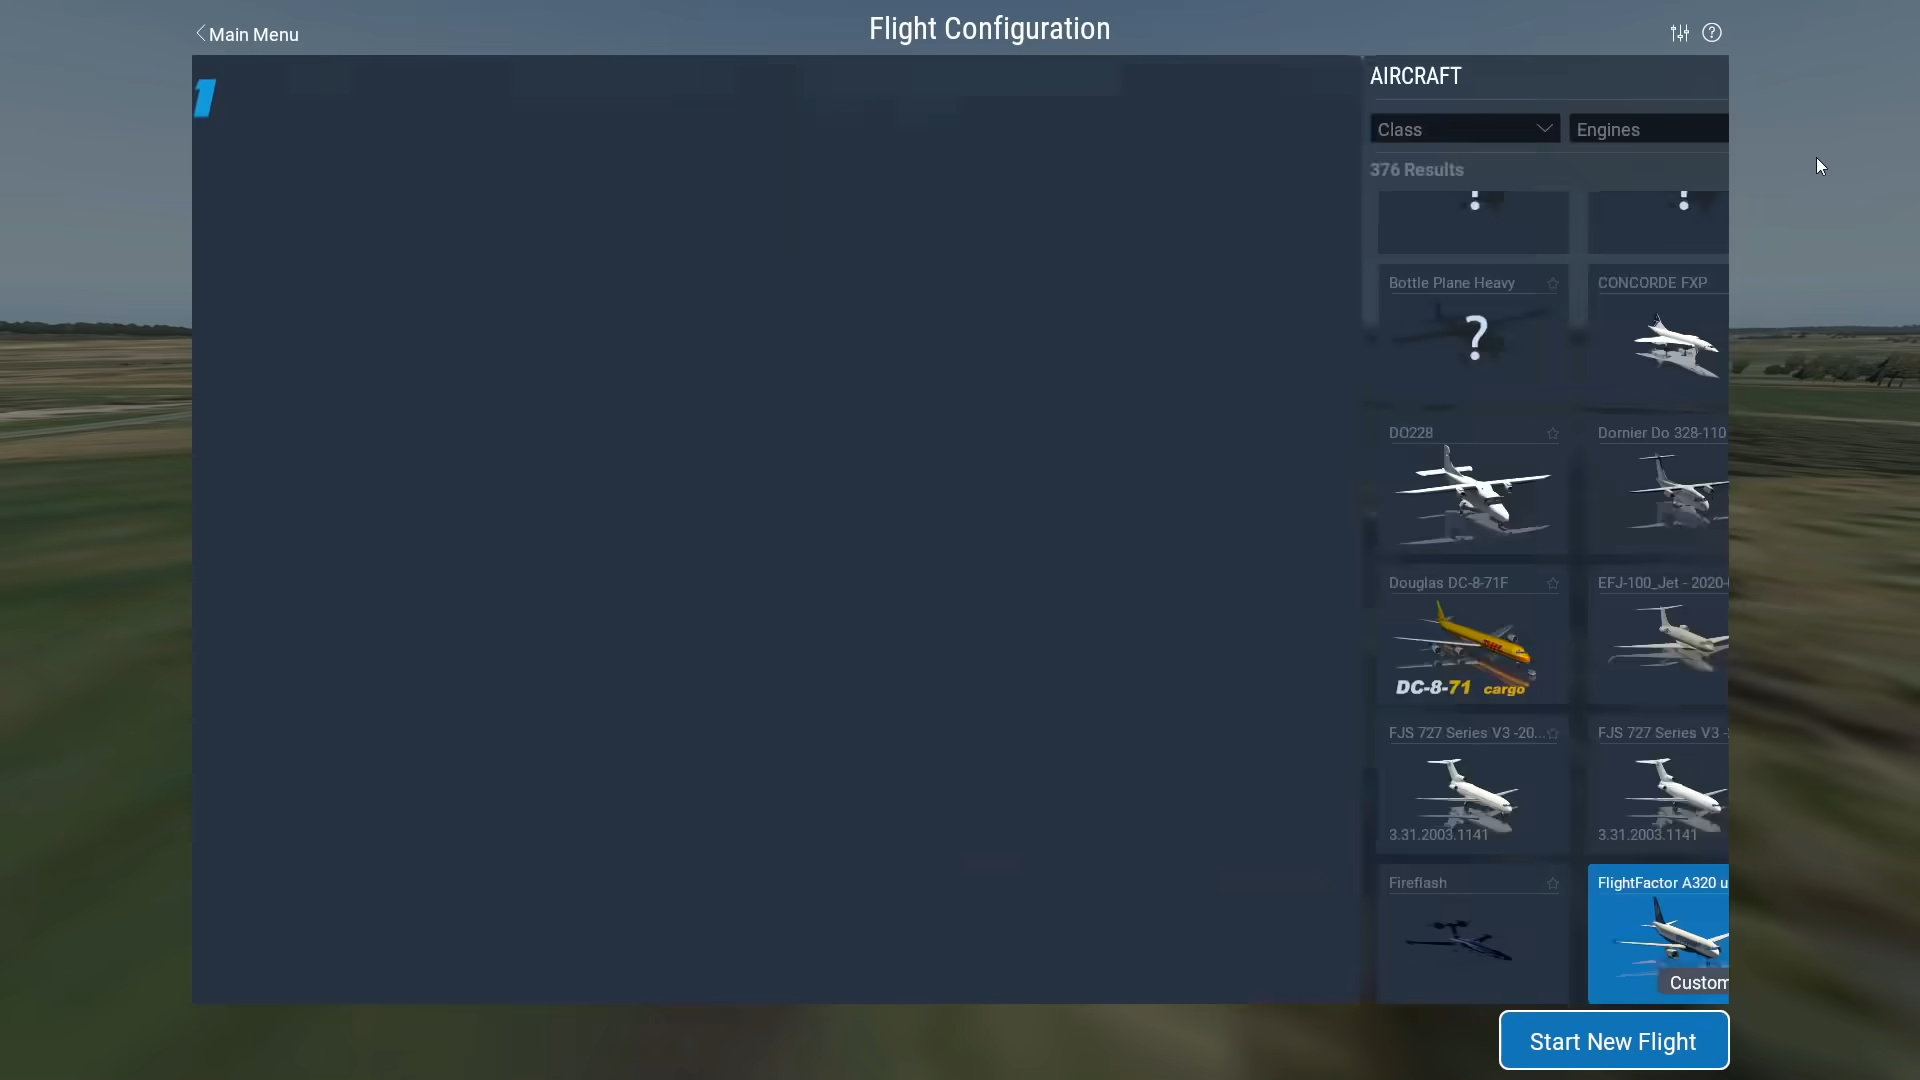 Main Menu
Flight Configuration
?
1
AIRCRAFT
Class
Engines
376 Results
Bottle Plane Heavy
CONCORDE FXP
?
DO228
Dornier Do 328-110
Douglas DC-8-71F
EFJ-100_Jet - 2020-
DC-8-71 cargo
FJS 727 Series V3 -20...
FJS 727 Series V3 -
3.31.2003.1141
3.31.2003.1141
Fireflash
FlightFactor A320 u
Custom
Start New Flight